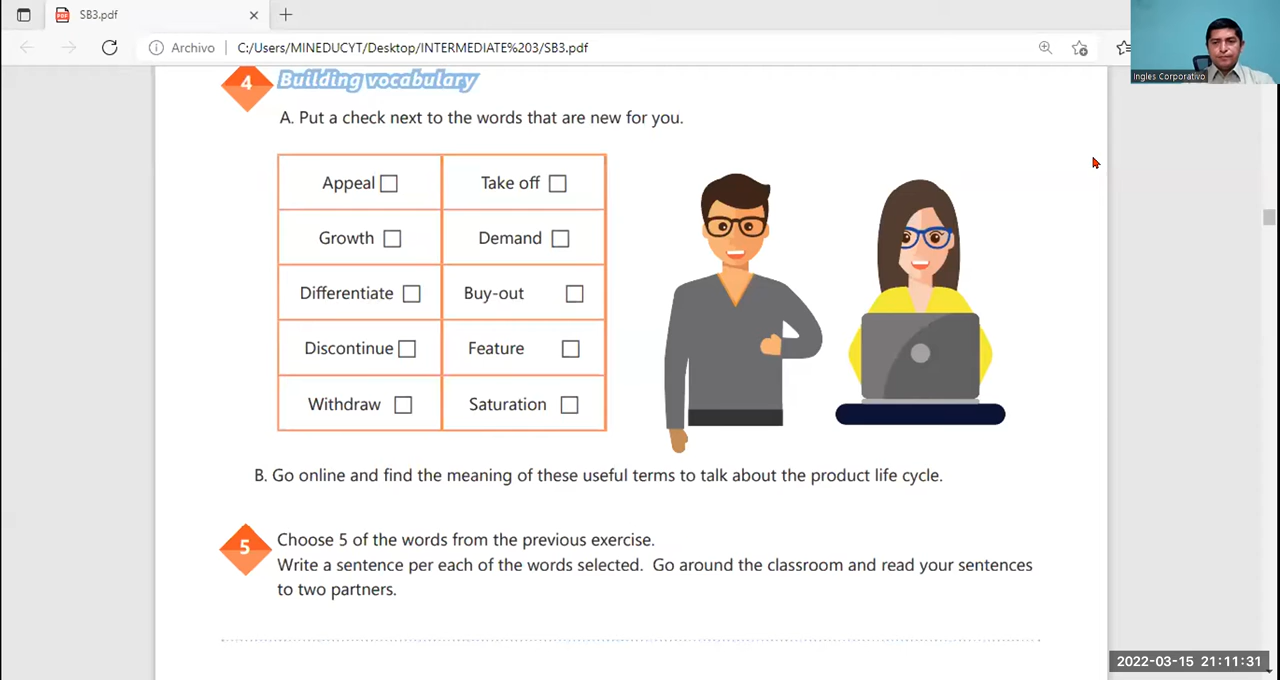 SB3.pdf
Archivo
C:/Users/MINEDUCYT/Desktop/INTERMEDIATE%203/SB3.pdf
Ingles Corporativo
4 Building vocabulary
A. Put a check next to the words that are new for you.
Appeal Take off
Growth Demand
Differentiate Buy-out
Discontinue Feature
Withdraw Saturation
B. Go online and find the meaning of these useful terms to talk about the product life cycle.
5 Choose 5 of the words from the previous exercise.
Write a sentence per each of the words selected. Go around the classroom and read your sentences
to two partners.
2022-03-15 21:11:31